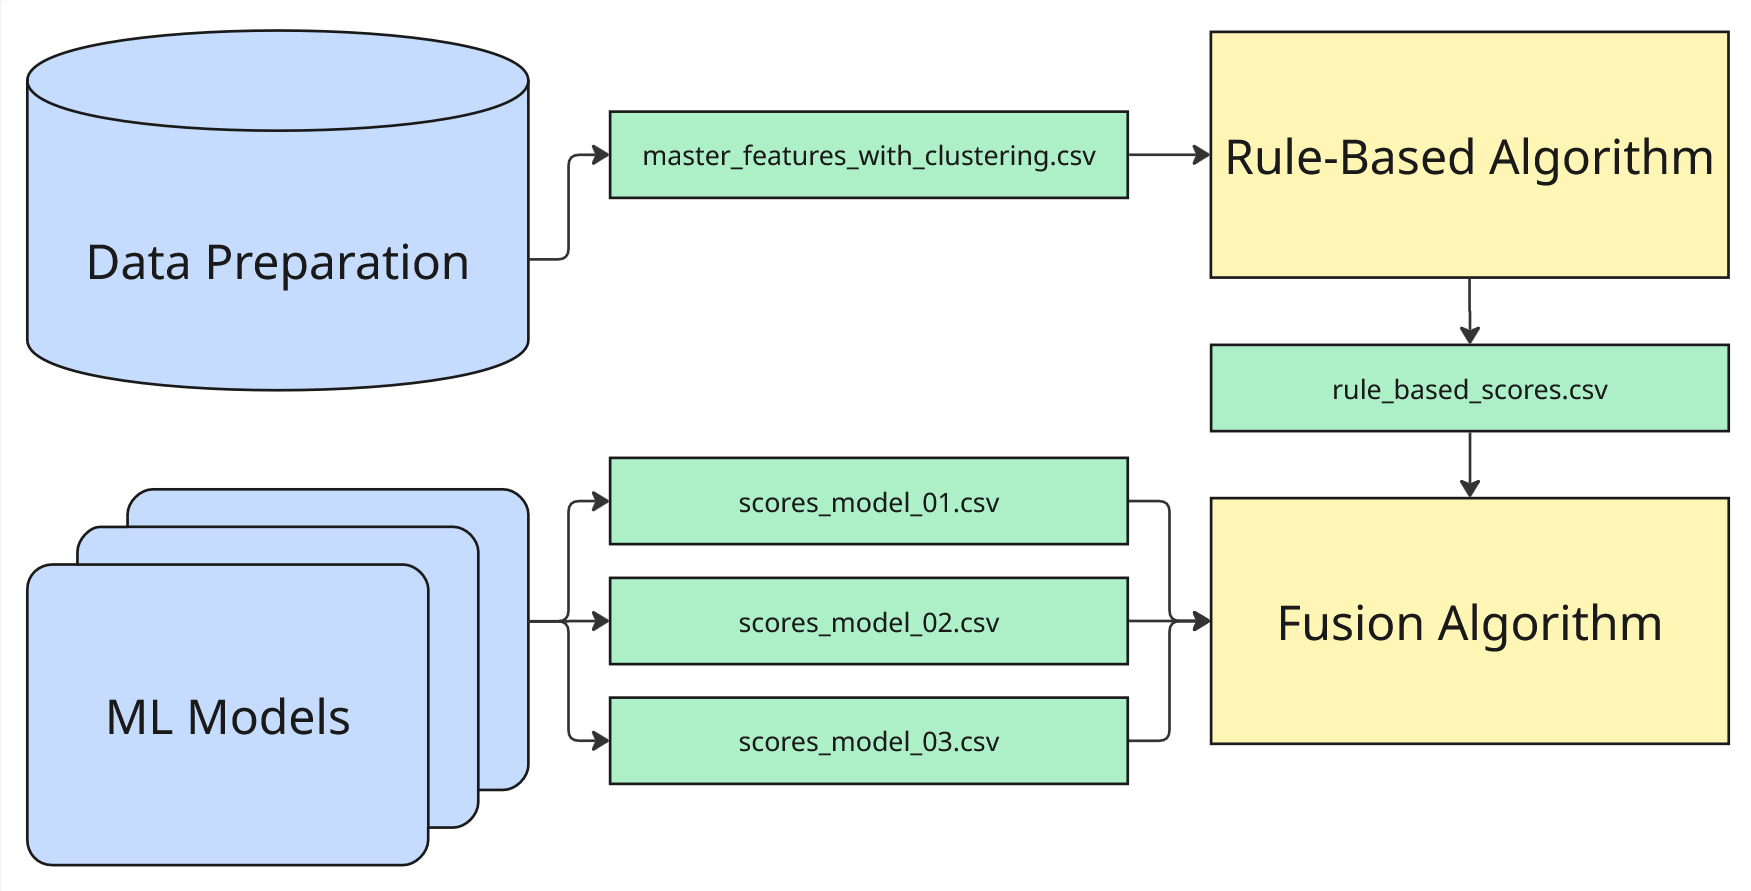 Data Preparation
master_features_with_clustering.csv
Rule-Based Algorithm
rule_based_scores.csv
ML Models
scores_model_01.csv
scores_model_02.csv
scores_model_03.csv
Fusion Algorithm